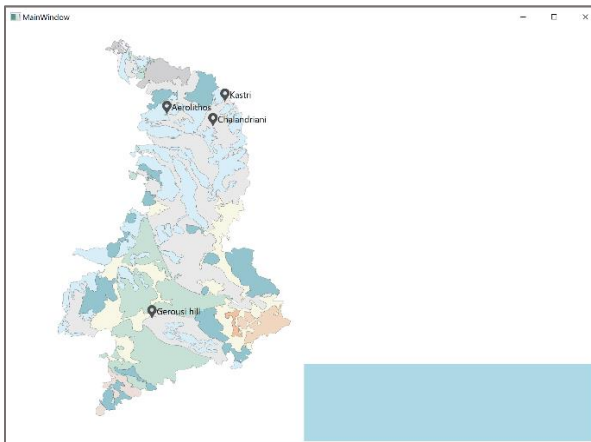 MainWindow
Kastri
Aerolithos
Chalandriani
Gerousi hill